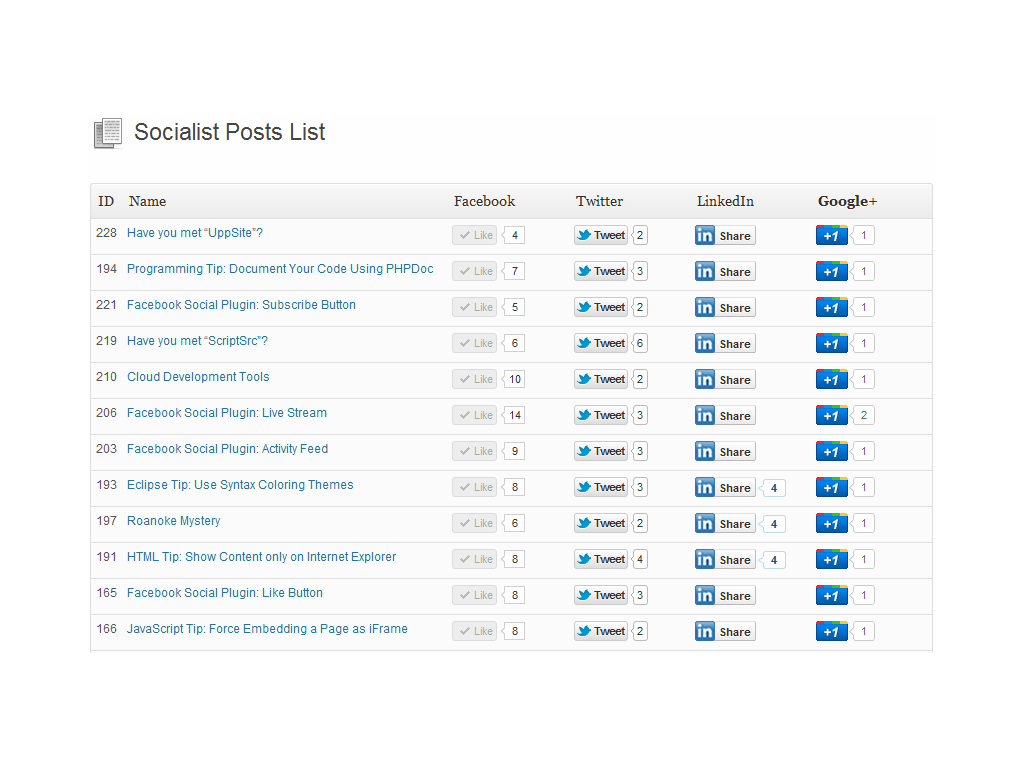 Socialist Posts List
ID Name Facebook Twitter LinkedIn Google+
228 Have you met “UppSite”? Like 4 Tweet 2 in Share +1 1
194 Programming Tip: Document Your Code Using PHPDoc Like 7 Tweet 3 in Share +1 1
221 Facebook Social Plugin: Subscribe Button Like 5 Tweet 2 in Share +1 1
219 Have you met “ScriptSrc”? Like 6 Tweet 6 in Share +1 1
210 Cloud Development Tools Like 10 Tweet 2 in Share +1 1
206 Facebook Social Plugin: Live Stream Like 14 Tweet 3 in Share +1 2
203 Facebook Social Plugin: Activity Feed Like 9 Tweet 3 in Share +1 1
193 Eclipse Tip: Use Syntax Coloring Themes Like 8 Tweet 3 in Share 4 +1 1
197 Roanoke Mystery Like 6 Tweet 2 in Share 4 +1 1
191 HTML Tip: Show Content only on Internet Explorer Like 8 Tweet 4 in Share 4 +1 1
165 Facebook Social Plugin: Like Button Like 8 Tweet 3 in Share +1 1
166 JavaScript Tip: Force Embedding a Page as iFrame Like 8 Tweet 2 in Share +1 1